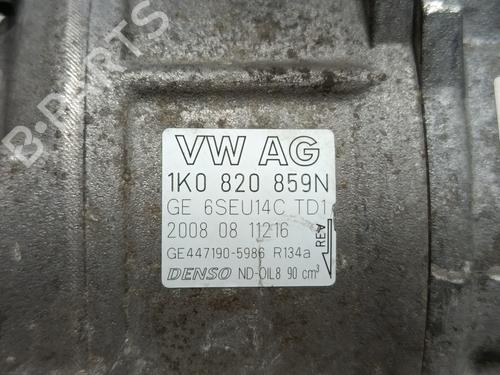 B-PARTS
VW AG
1K0 820 859N
GE 6SEU14C TD1
2008 08 11216
GE447190-5986 R134a
DENSO ND-OIL8 90 cm³
REV